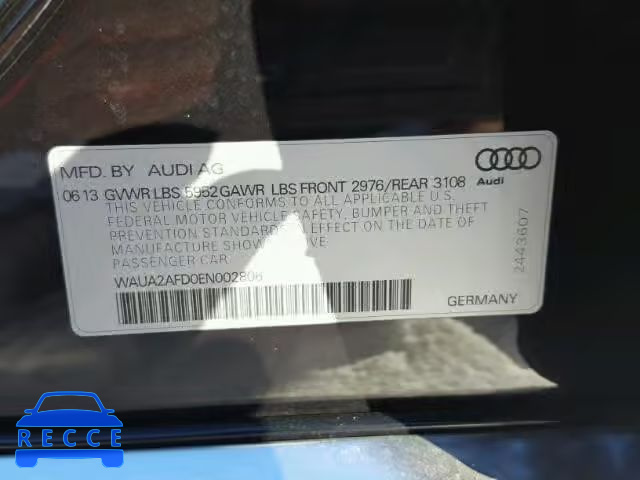 MFD. BY AUDI AG
06 13 GVWR LBS 5952 GAWR LBS FRONT 2976/REAR 3108
THIS VEHICLE CONFORMS TO ALL APPLICABLE U.S.
FEDERAL MOTOR VEHICLE SAFETY, BUMPER AND THEFT
PREVENTION STANDARDS IN EFFECT ON THE DATE OF
MANUFACTURE SHOWN ABOVE.
PASSENGER CAR
WAUA2AFD0EN002806
Audi
2443607
GERMANY
RECCE